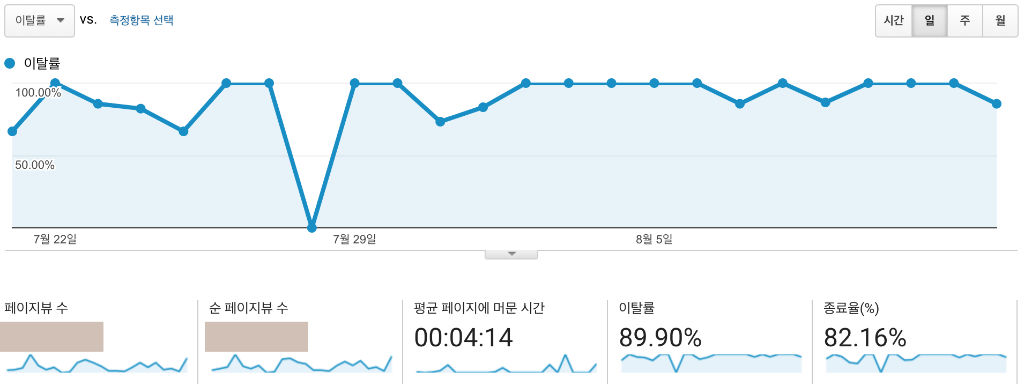 이탈률 vs. 측정항목 선택 시간 일 주 월
이탈률
100.00%
50.00%
7월 22일 7월 29일 8월 5일
페이지뷰 수 순 페이지뷰 수 평균 페이지에 머문 시간 이탈률 종료율(%)
00:04:14 89.90% 82.16%